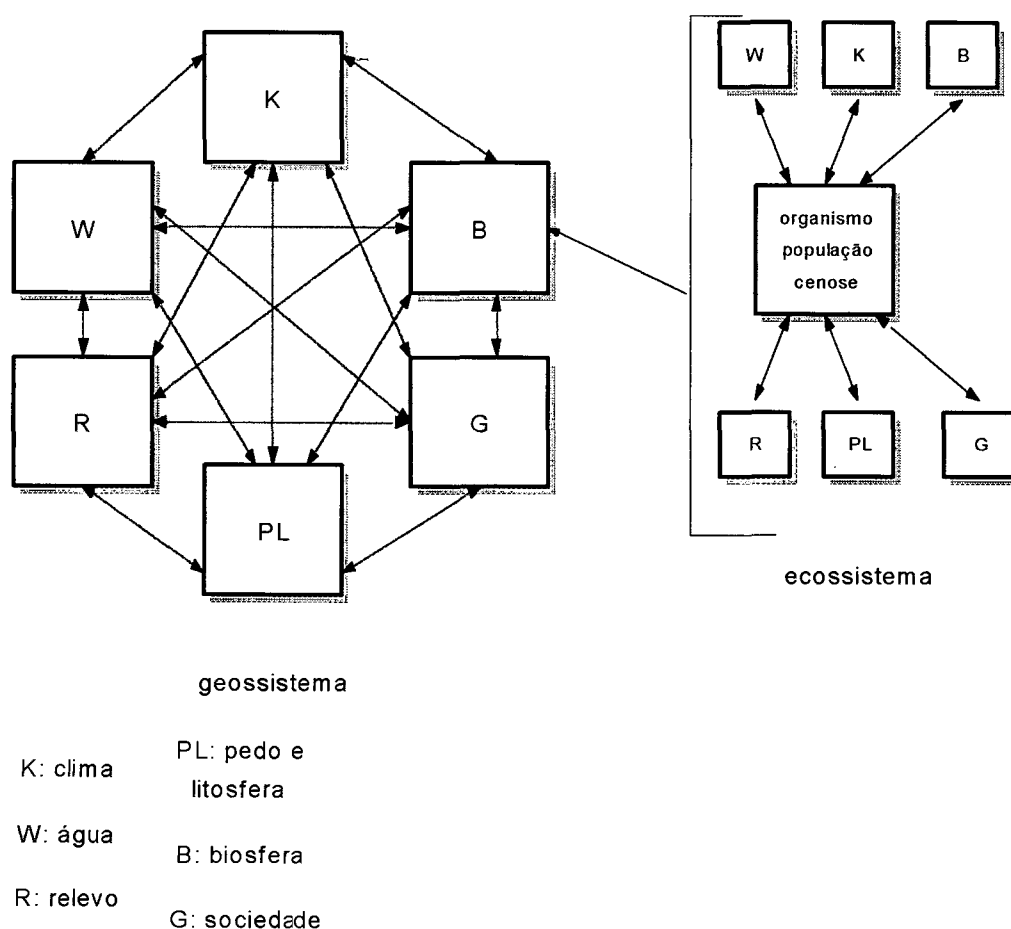 K
W
B
R
G
PL
geossistema
W
K
B
organismo
população
cenose
R
PL
G
ecossistema
K: clima
W: água
R: relevo
PL: pedo e
litosfera
B: biosfera
G: sociedade